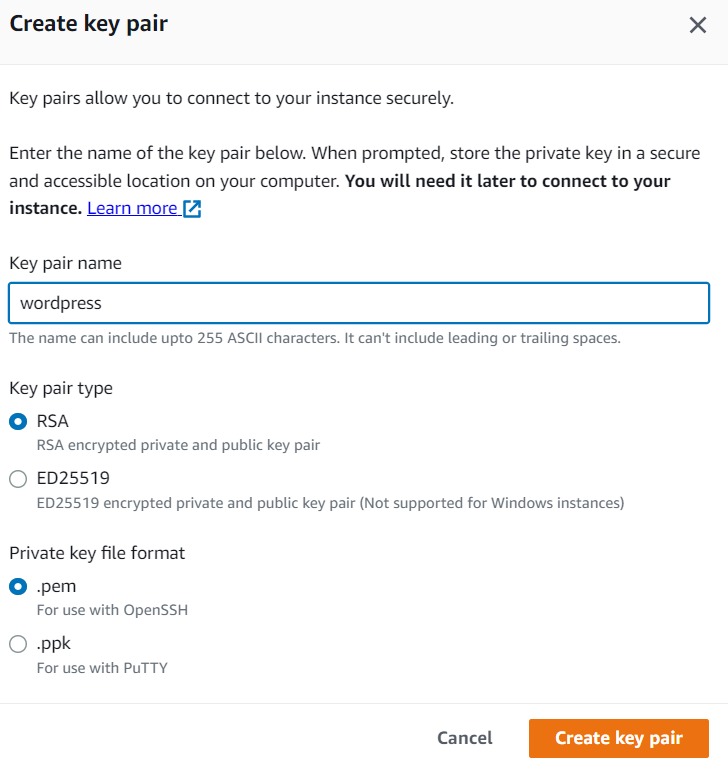 Create key pair
Key pairs allow you to connect to your instance securely.
Enter the name of the key pair below. When prompted, store the private key in a secure
and accessible location on your computer. You will need it later to connect to your
instance. Learn more
Key pair name
wordpress
The name can include upto 255 ASCII characters. It can't include leading or trailing spaces.
Key pair type
RSA
RSA encrypted private and public key pair
ED25519
ED25519 encrypted private and public key pair (Not supported for Windows instances)
Private key file format
.pem
For use with OpenSSH
.ppk
For use with PuTTY
Cancel
Create key pair